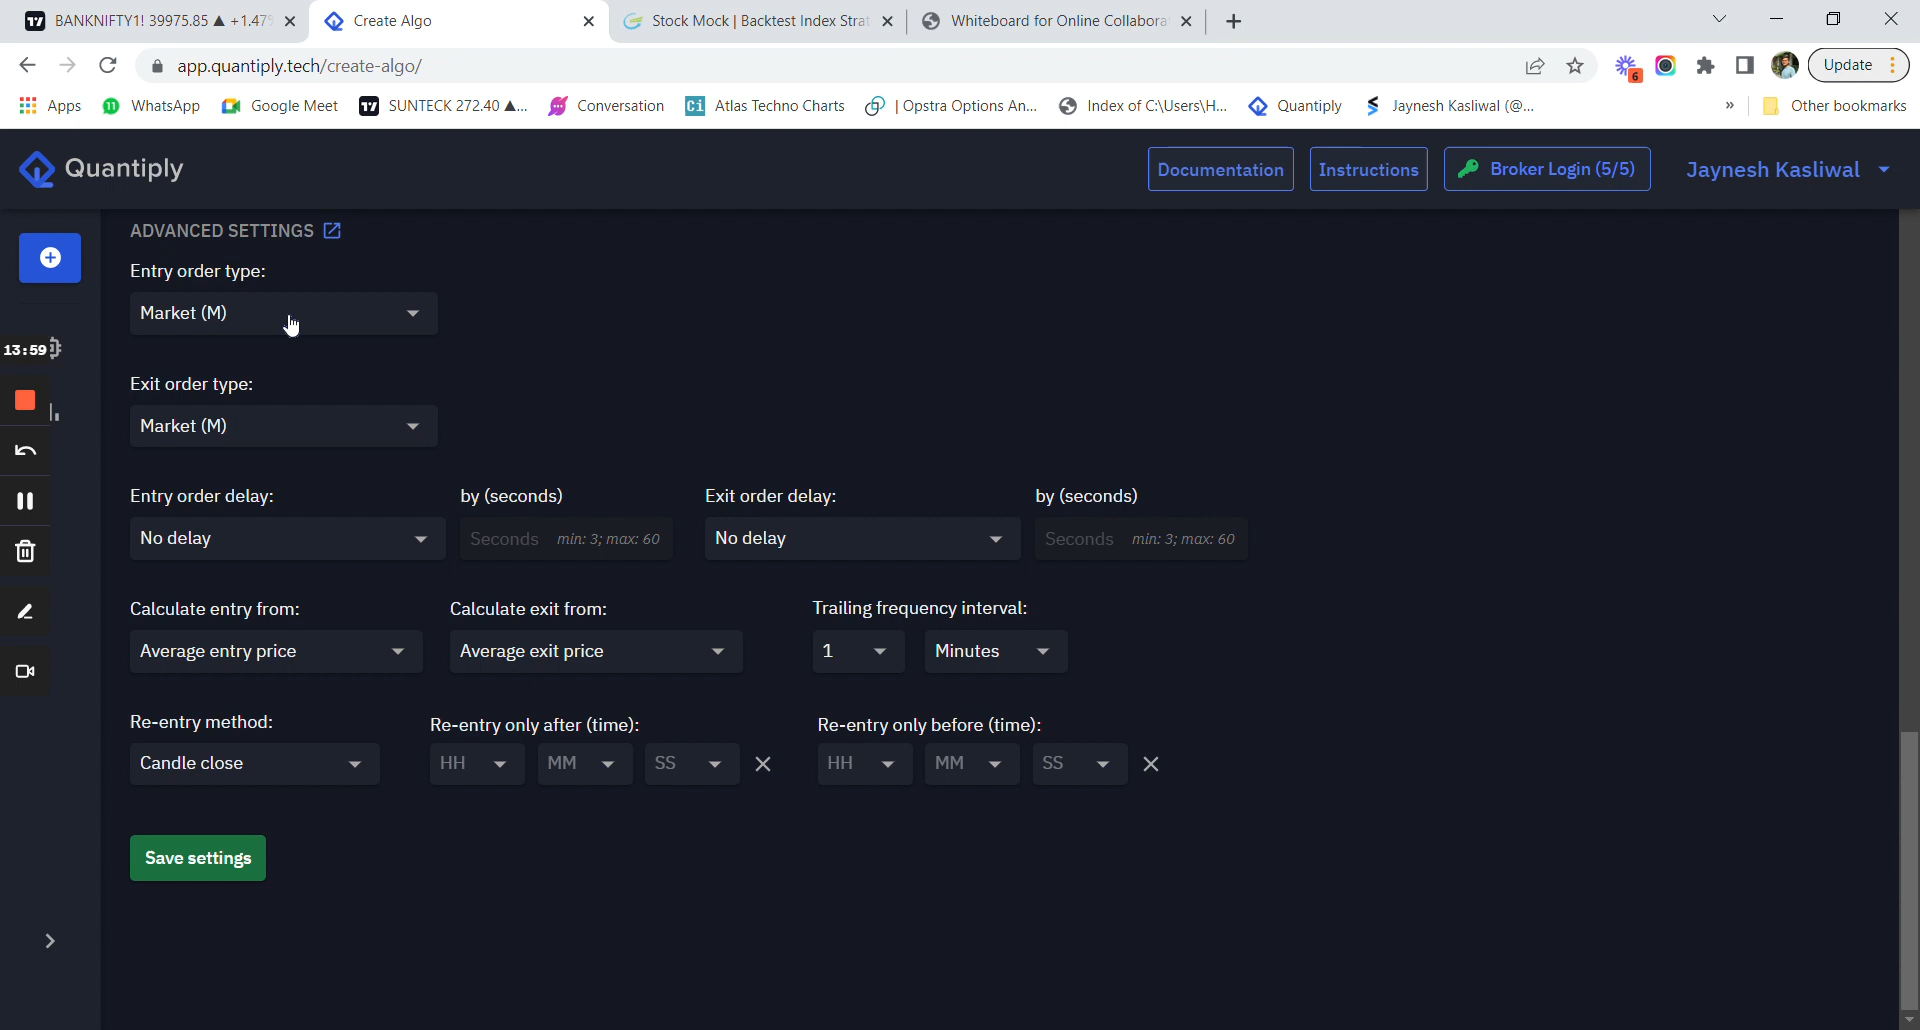 BANKNIFTY1! 39975.85 ▲ +1.47%
Create Algo
Stock Mock | Backtest Index Strat
Whiteboard for Online Collabora
app.quantiply.tech/create-algo/
6
Update
Apps
11
WhatsApp
Google Meet
SUNTECK 272.40 ▲...
Conversation
Ci
Atlas Techno Charts
| Opstra Options An...
Index of C:\Users\H...
Quantiply
Jaynesh Kasliwal (@...
»
Other bookmarks
Quantiply
Documentation
Instructions
Broker Login (5/5)
Jaynesh Kasliwal
ADVANCED SETTINGS
Entry order type:
Market (M)
13:59
Exit order type:
Market (M)
Entry order delay:
by (seconds)
Exit order delay:
by (seconds)
No delay
Seconds min: 3; max: 60
No delay
Seconds min: 3; max: 60
Calculate entry from:
Calculate exit from:
Trailing frequency interval:
Average entry price
Average exit price
1
Minutes
Re-entry method:
Re-entry only after (time):
Re-entry only before (time):
Candle close
HH
MM
SS
HH
MM
SS
Save settings